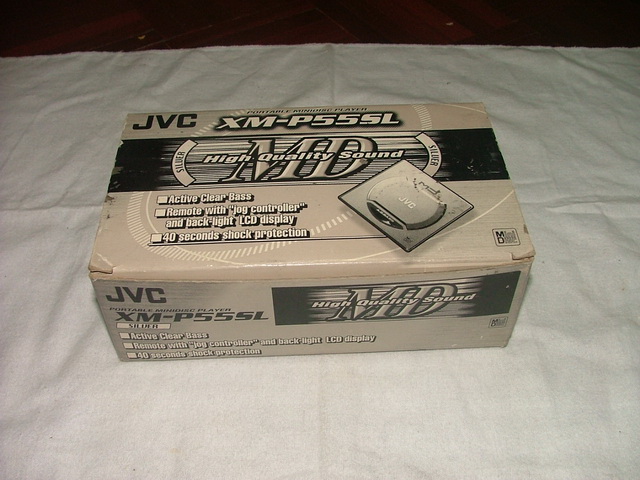 PORTABLE MINIDISC PLAYER
JVC XM-P55SL
SILVER
SILVER
MD
High Quality Sound
Active Clear Bass
Remote with "jog controller"
and back-light LCD display
40 seconds shock protection
JVC
MD
JVC
PORTABLE MINIDISC PLAYER
XM-P55SL
SILVER
MD
High Quality Sound
Active Clear Bass
Remote with "jog controller" and back-light LCD display
40 seconds shock protection